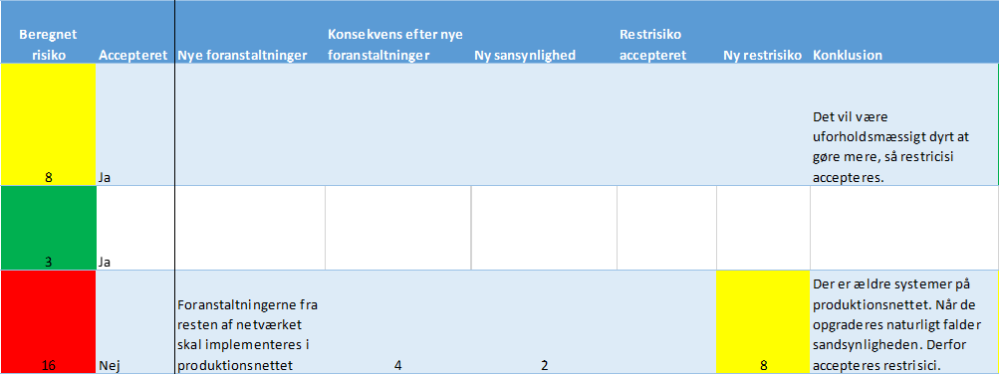 Beregnet risiko
Accepteret
Nye foranstaltninger
Konsekvens efter nye
foranstaltninger
Ny sansynlighed
Restrisiko
accepteret
Ny restrisiko
Konklusion
8
Ja
Det vil være
uforholdsmæssigt dyrt at
gøre mere, så restricisi
accepteres.
3
Ja
16
Nej
Foranstaltningerne fra
resten af netværket
skal implementeres i
produktionsnettet
4
2
8
Der er ældre systemer på
produktionsnettet. Når de
opgraderes naturligt falder
sandsynligheden. Derfor
accepteres restrisici.